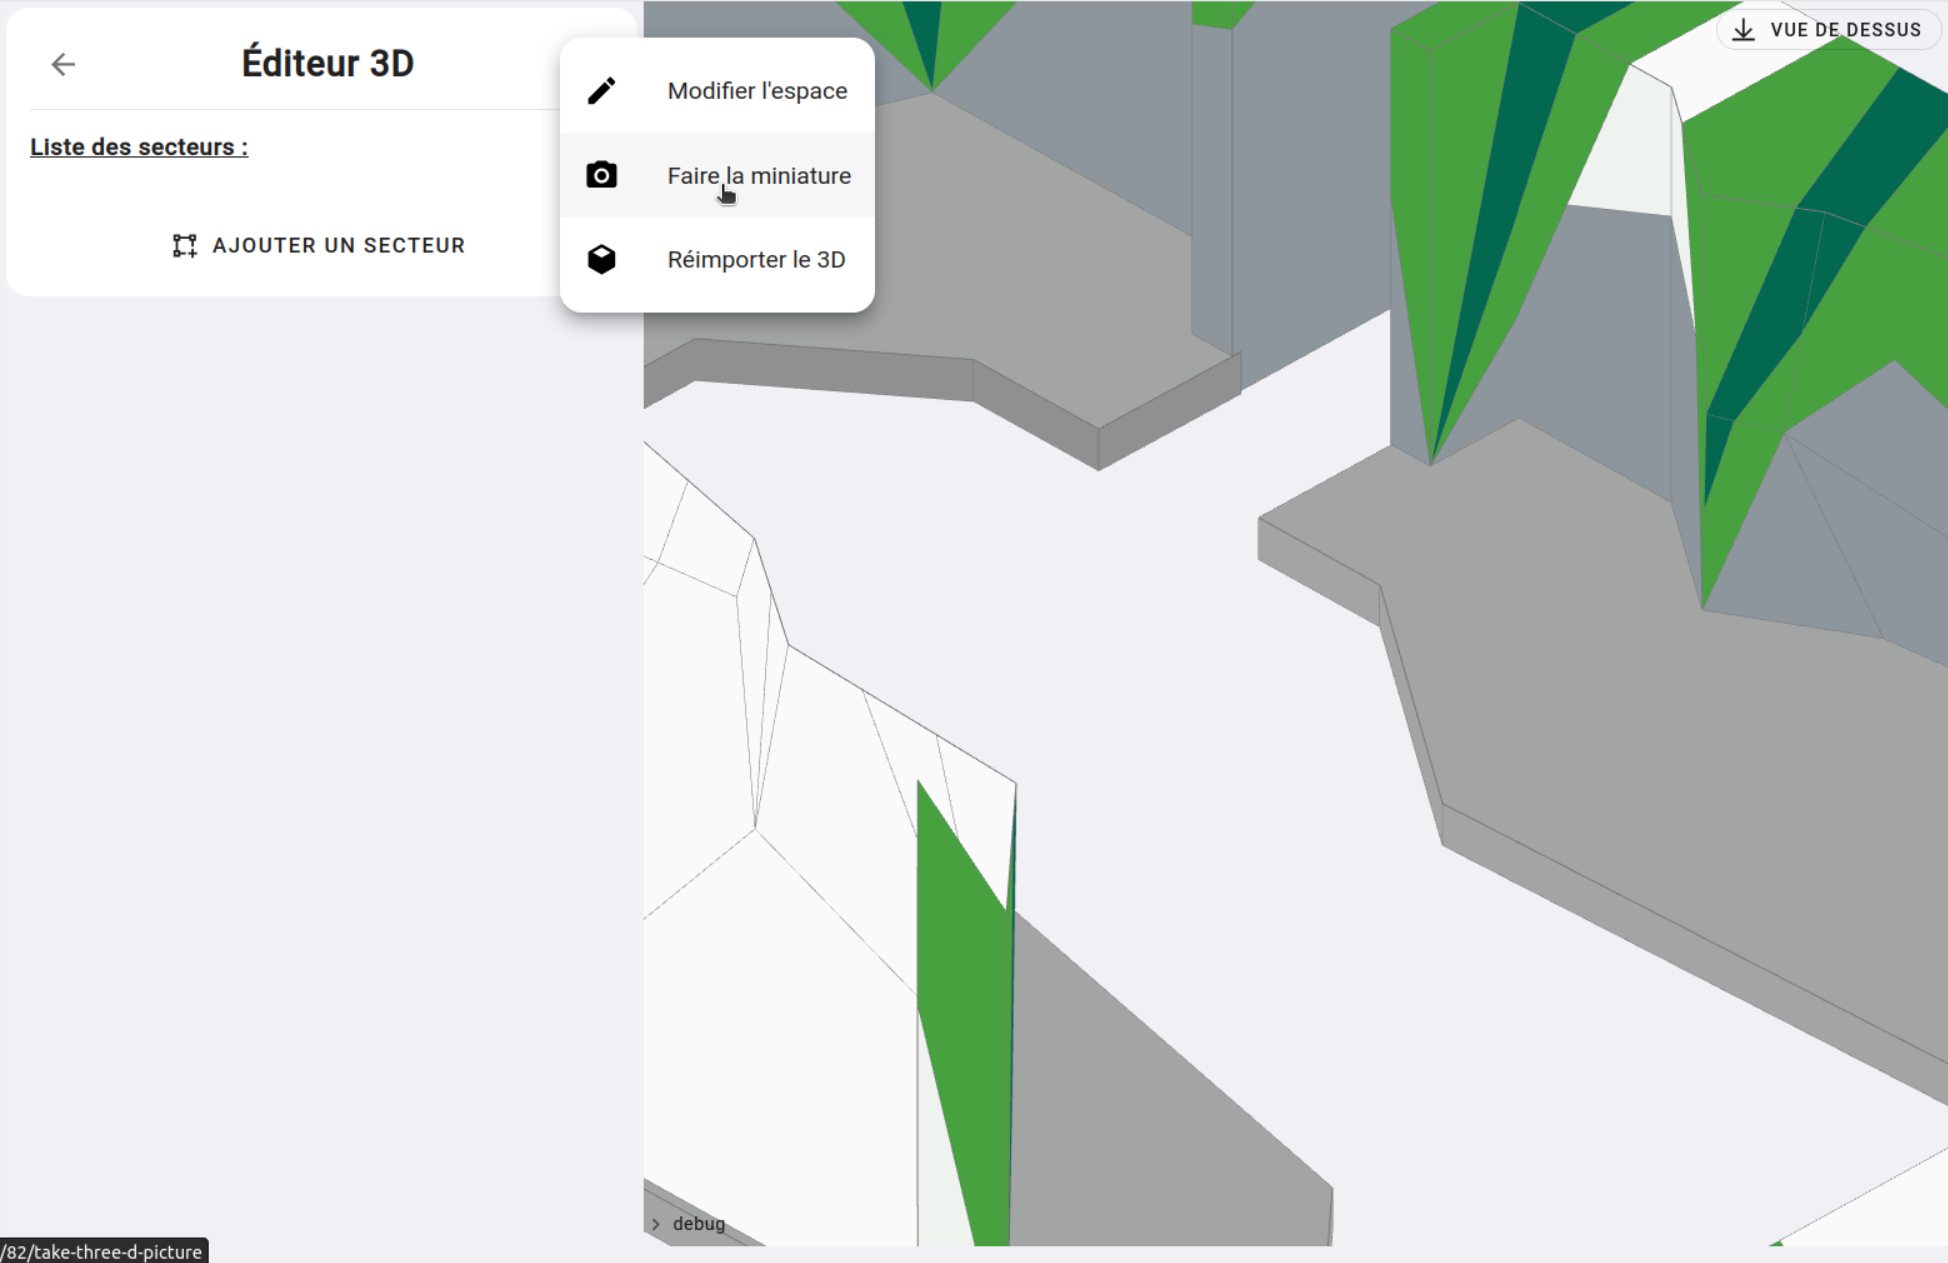 Éditeur 3D
Liste des secteurs :
AJOUTER UN SECTEUR
Modifier l'espace
Faire la miniature
Réimporter le 3D
VUE DE DESSUS
debug
/82/take-three-d-picture